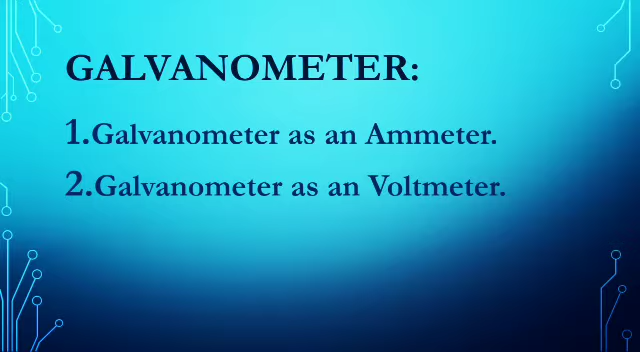 GALVANOMETER:
1.Galvanometer as an Ammeter.
2.Galvanometer as an Voltmeter.